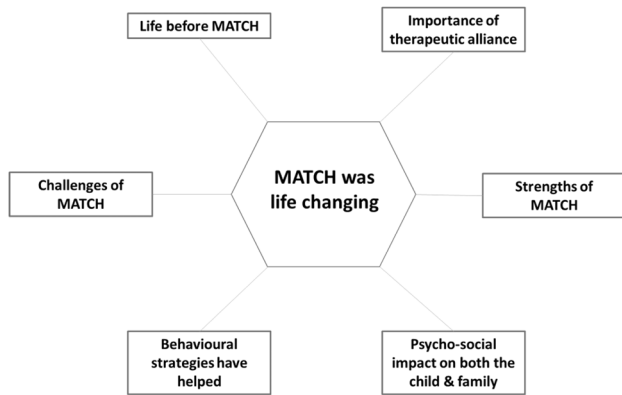 Life before MATCH
Importance of
therapeutic alliance
Challenges of
MATCH
MATCH was
life changing
Strengths of
MATCH
Behavioural
strategies have
helped
Psycho-social
impact on both the
child & family